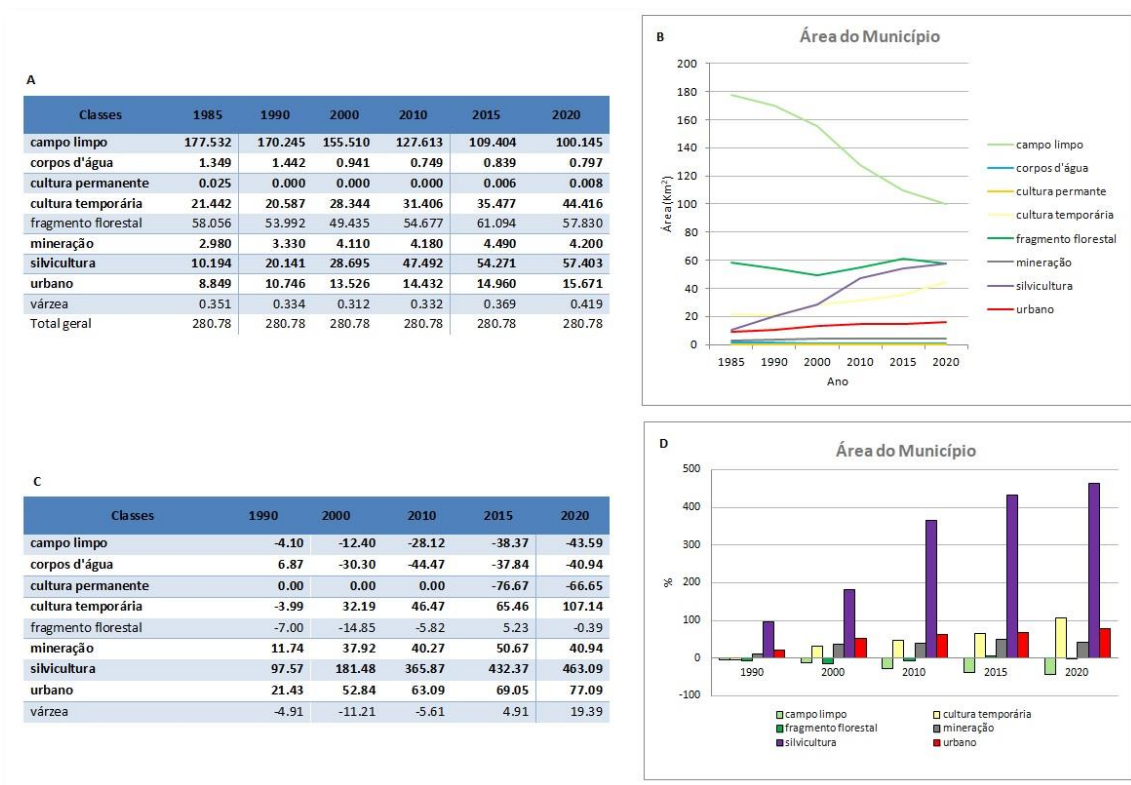 A
Classes 1985 1990 2000 2010 2015 2020
campo limpo 177.532 170.245 155.510 127.613 109.404 100.145
corpos d'água 1.349 1.442 0.941 0.749 0.839 0.797
cultura permanente 0.025 0.000 0.000 0.000 0.006 0.008
cultura temporária 21.442 20.587 28.344 31.406 35.477 44.416
fragmento florestal 58.056 53.992 49.435 54.677 61.094 57.830
mineração 2.980 3.330 4.110 4.180 4.490 4.200
silvicultura 10.194 20.141 28.695 47.492 54.271 57.403
urbano 8.849 10.746 13.526 14.432 14.960 15.671
várzea 0.351 0.334 0.312 0.332 0.369 0.419
Total geral 280.78 280.78 280.78 280.78 280.78 280.78
B
Área do Município
200
180
160
140
120
100
80
60
40
20
0
Área (Km²)
1985 1990 2000 2010 2015 2020
Ano
campo limpo
corpos d'água
cultura permante
cultura temporária
fragmento florestal
mineração
silvicultura
urbano
C
Classes 1990 2000 2010 2015 2020
campo limpo -4.10 -12.40 -28.12 -38.37 -43.59
corpos d'água 6.87 -30.30 -44.47 -37.84 -40.94
cultura permanente 0.00 0.00 0.00 -76.67 -66.65
cultura temporária -3.99 32.19 46.47 65.46 107.14
fragmento florestal -7.00 -14.85 -5.82 5.23 -0.39
mineração 11.74 37.92 40.27 50.67 40.94
silvicultura 97.57 181.48 365.87 432.37 463.09
urbano 21.43 52.84 63.09 69.05 77.09
várzea -4.91 -11.21 -5.61 4.91 19.39
D
Área do Município
500
400
300
200
100
0
-100
%
1990 2000 2010 2015 2020
campo limpo cultura temporária
fragmento florestal mineração
silvicultura urbano